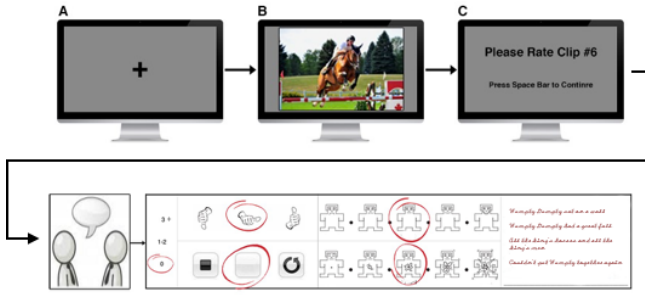 A
B
C
+
Please Rate Clip #6
Press Space Bar to Continre
3 +
1-2
0
Humpty Dumpty sat on a wall
Humpty Dumpty had a great fall
All the king's horses and all the
king's men
Couldn't put Humpty together again